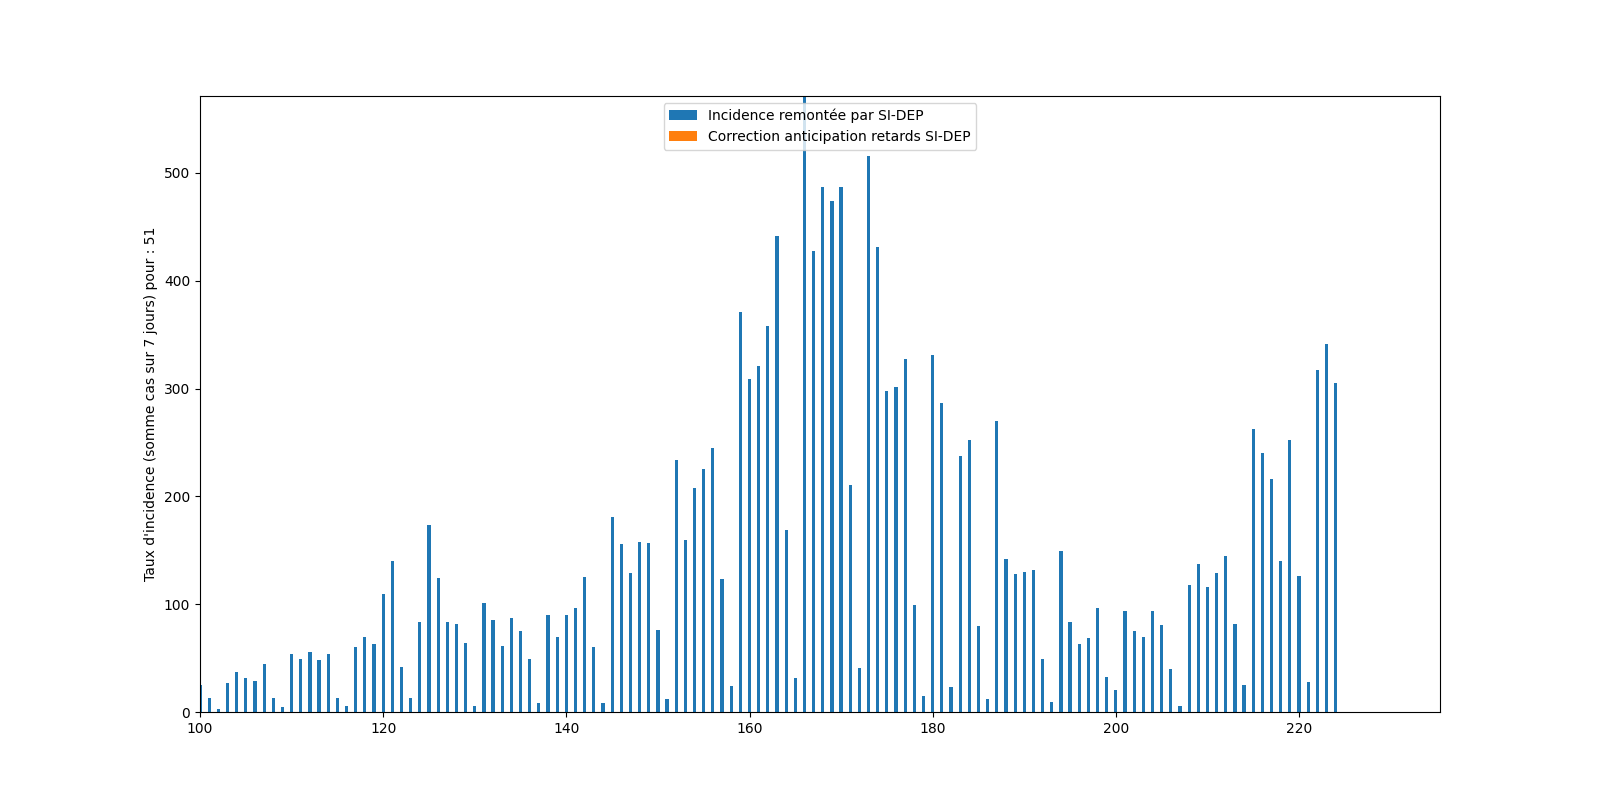 Incidence remontée par SI-DEP
Correction anticipation retards SI-DEP
Taux d'incidence (somme cas sur 7 jours) pour : 51
500
400
300
200
100
0
100 120 140 160 180 200 220